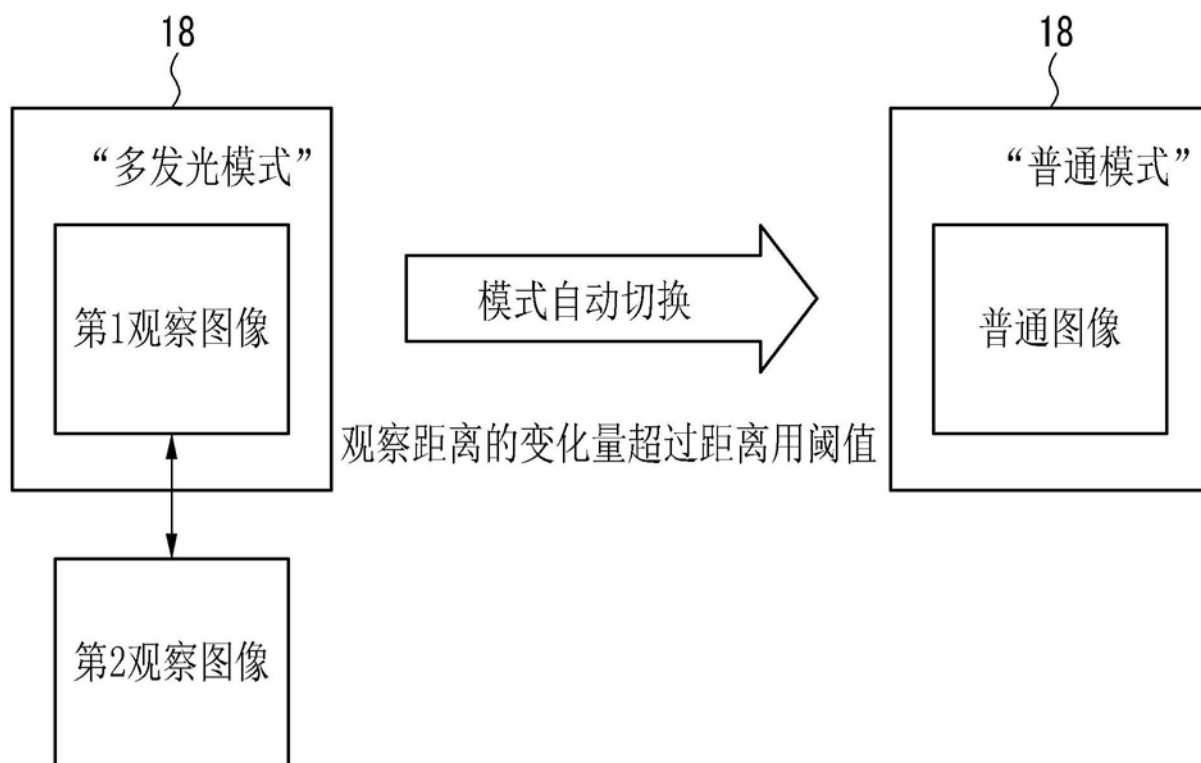 18
18
“多发光模式”
“普通模式”
第1观察图像
模式自动切换
普通图像
观察距离的变化量超过距离用阈值
第2观察图像